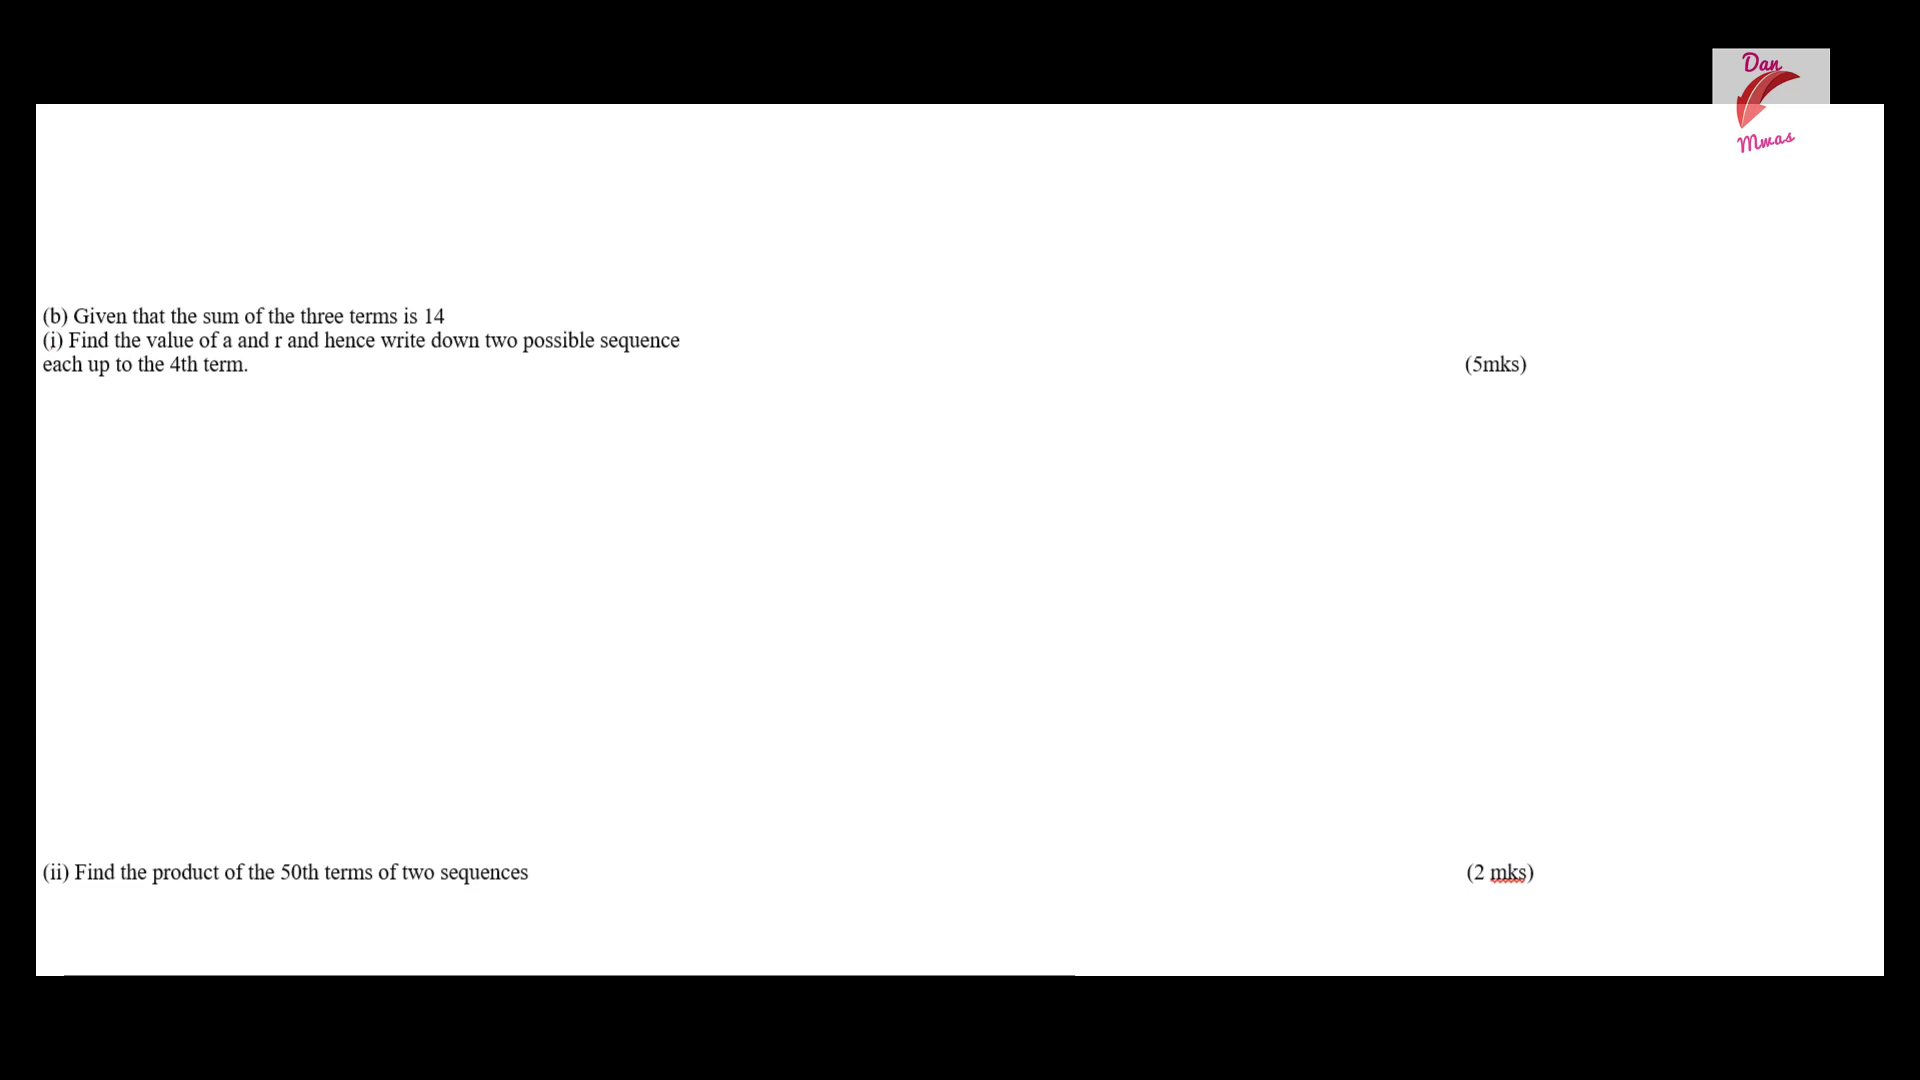 Dan
Mwas
(b) Given that the sum of the three terms is 14
(i) Find the value of a and r and hence write down two possible sequence
each up to the 4th term. (5mks)
(ii) Find the product of the 50th terms of two sequences (2 mks)